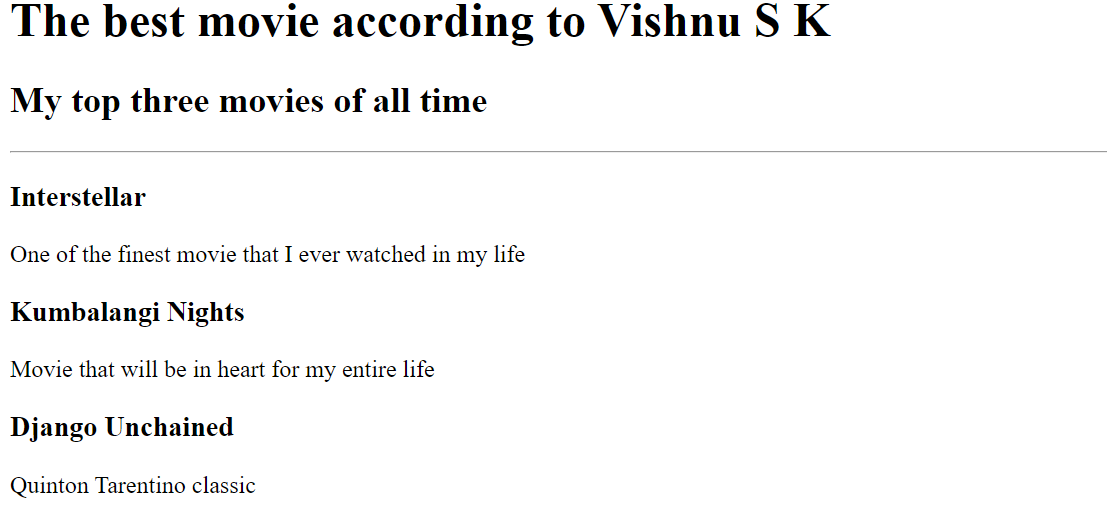 The best movie according to Vishnu S K
My top three movies of all time
Interstellar
One of the finest movie that I ever watched in my life
Kumbalangi Nights
Movie that will be in heart for my entire life
Django Unchained
Quinton Tarentino classic